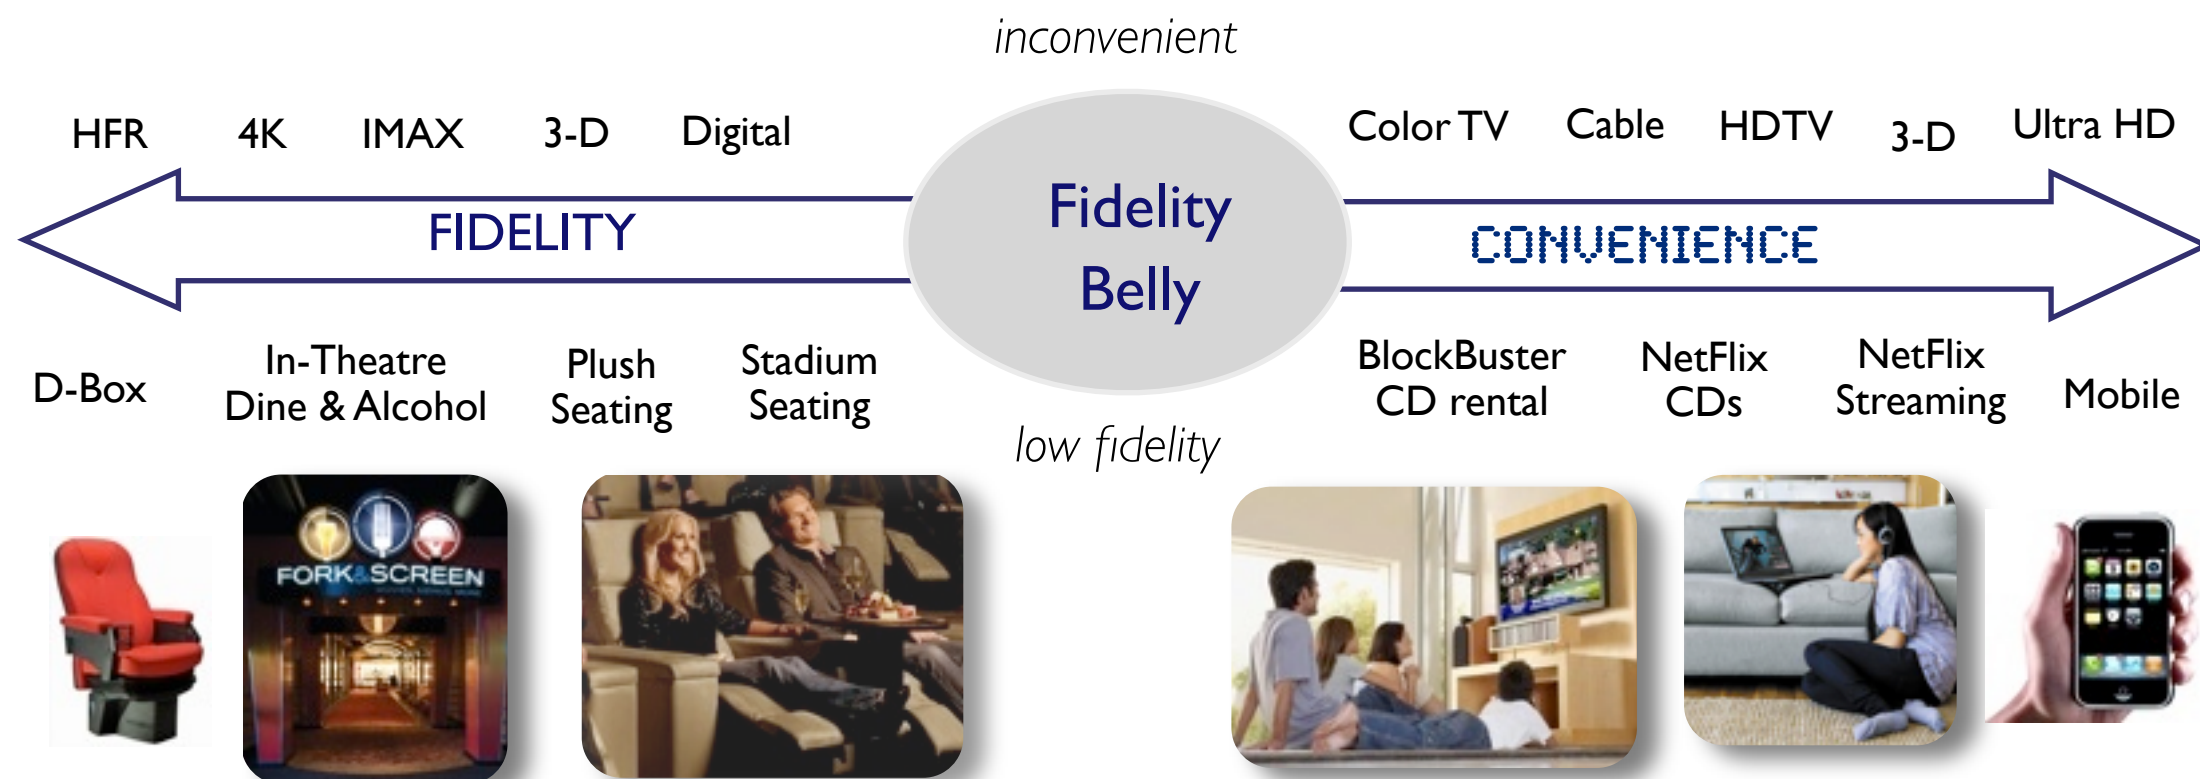 inconvenient
HFR 4K IMAX 3-D Digital Color TV Cable HDTV 3-D Ultra HD
FIDELITY
Fidelity
Belly
CONVENIENCE
D-Box
In-Theatre
Dine & Alcohol
Plush
Seating
Stadium
Seating
BlockBuster
CD rental
NetFlix
CDs
NetFlix
Streaming
Mobile
low fidelity
FORK & SCREEN